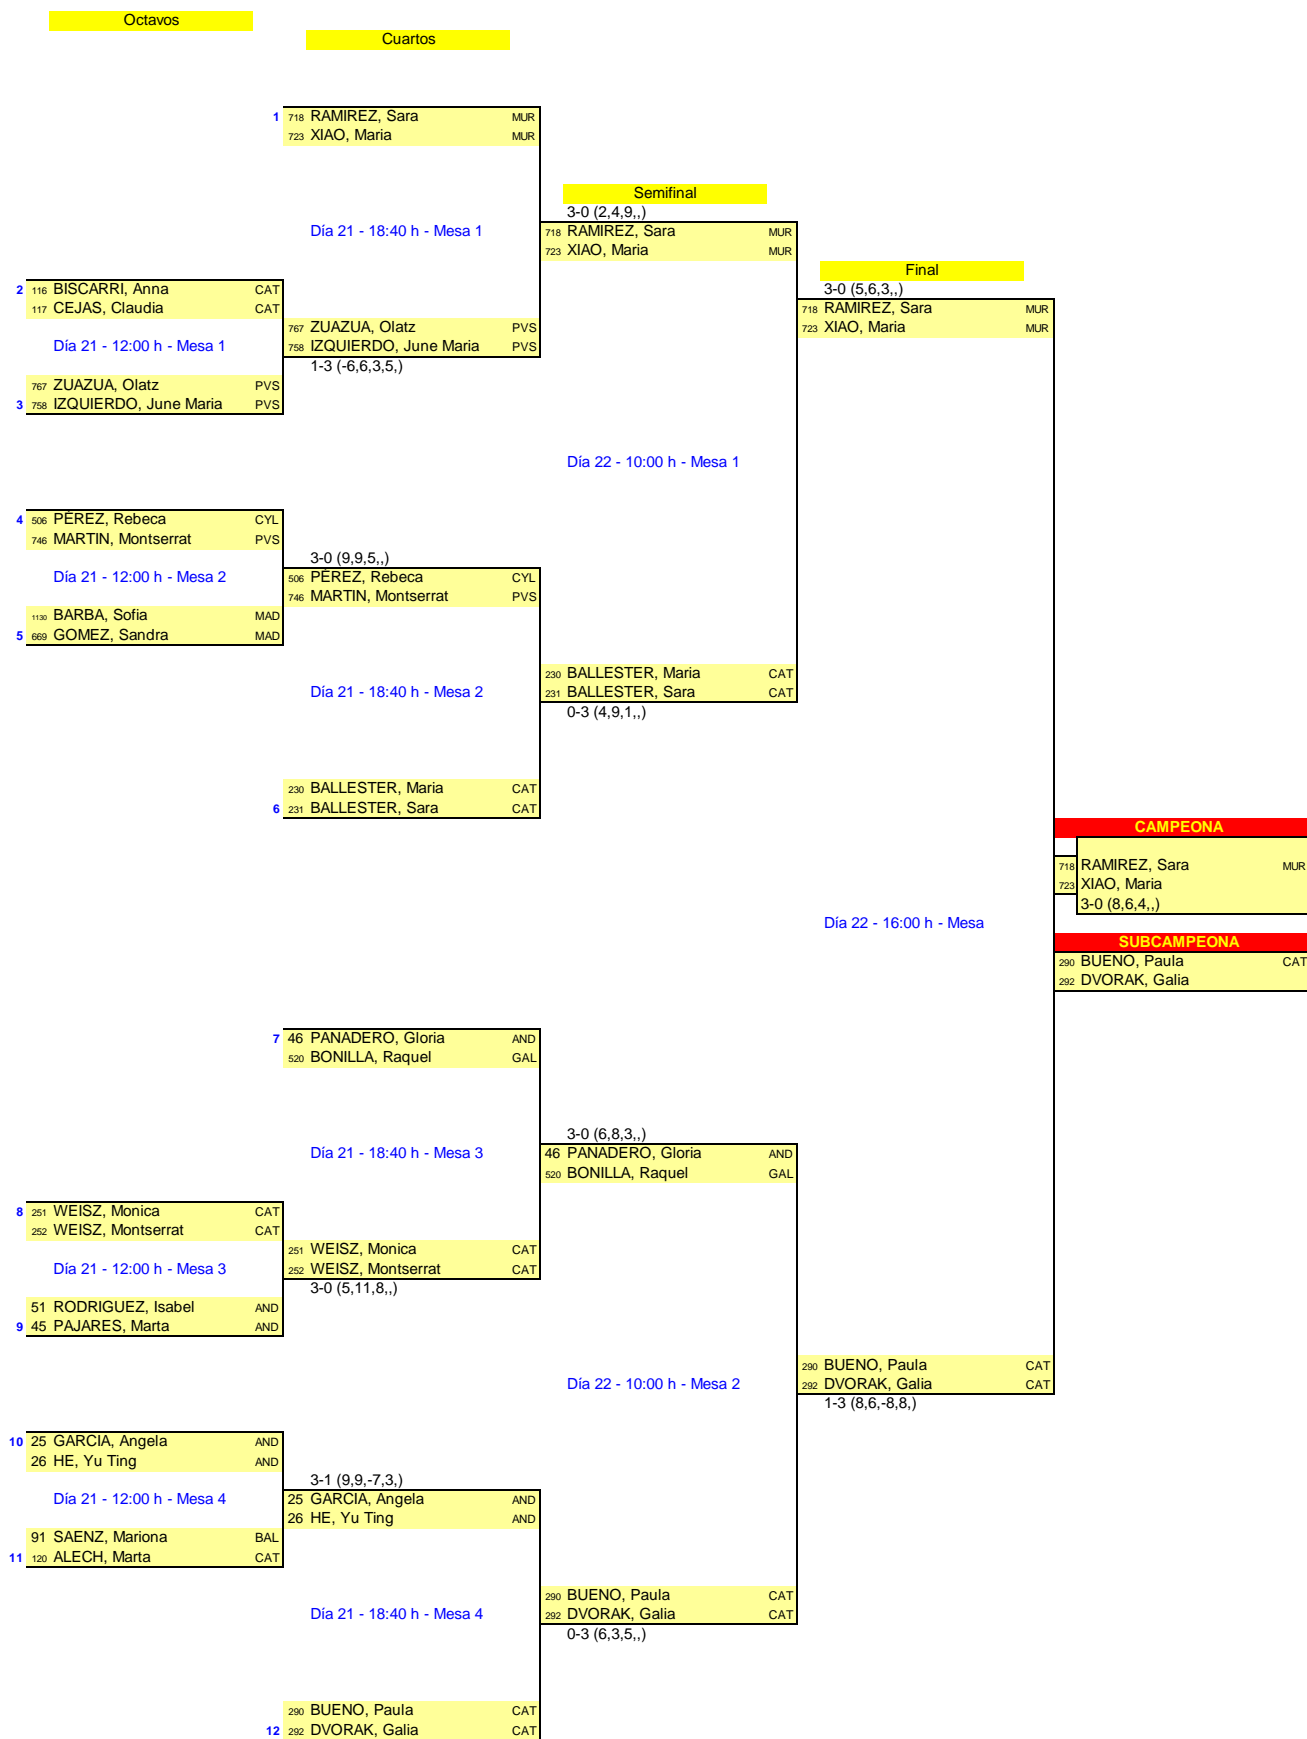 Octavos
Cuartos
1 718 RAMIREZ, Sara MUR
723 XIAO, Maria MUR
Semifinal
3-0 (2,4,9,,)
Día 21 - 18:40 h - Mesa 1
718 RAMIREZ, Sara MUR
723 XIAO, Maria MUR
Final
2 116 BISCARRI, Anna CAT
3-0 (5,6,3,,)
117 CEJAS, Claudia CAT
718 RAMIREZ, Sara MUR
767 ZUAZUA, Olatz PVS
723 XIAO, Maria MUR
Día 21 - 12:00 h - Mesa 1
758 IZQUIERDO, June Maria PVS
1-3 (-6,6,3,5,)
767 ZUAZUA, Olatz PVS
3 758 IZQUIERDO, June Maria PVS
Día 22 - 10:00 h - Mesa 1
4 506 PÉREZ, Rebeca CYL
746 MARTIN, Montserrat PVS
3-0 (9,9,5,,)
Día 21 - 12:00 h - Mesa 2
506 PÉREZ, Rebeca CYL
746 MARTIN, Montserrat PVS
1130 BARBA, Sofia MAD
5 669 GOMEZ, Sandra MAD
230 BALLESTER, Maria CAT
Día 21 - 18:40 h - Mesa 2
231 BALLESTER, Sara CAT
0-3 (4,9,1,,)
230 BALLESTER, Maria CAT
6 231 BALLESTER, Sara CAT
CAMPEONA
718 RAMIREZ, Sara MUR
723 XIAO, Maria
3-0 (8,6,4,,)
Día 22 - 16:00 h - Mesa
SUBCAMPEONA
290 BUENO, Paula CAT
292 DVORAK, Galia
7 46 PANADERO, Gloria AND
520 BONILLA, Raquel GAL
3-0 (6,8,3,,)
Día 21 - 18:40 h - Mesa 3
46 PANADERO, Gloria AND
520 BONILLA, Raquel GAL
8 251 WEISZ, Monica CAT
252 WEISZ, Montserrat CAT
251 WEISZ, Monica CAT
Día 21 - 12:00 h - Mesa 3
252 WEISZ, Montserrat CAT
3-0 (5,11,8,,)
51 RODRIGUEZ, Isabel AND
9 45 PAJARES, Marta AND
290 BUENO, Paula CAT
Día 22 - 10:00 h - Mesa 2
292 DVORAK, Galia CAT
1-3 (8,6,-8,8,)
10 25 GARCIA, Angela AND
26 HE, Yu Ting AND
3-1 (9,9,-7,3,)
Día 21 - 12:00 h - Mesa 4
25 GARCIA, Angela AND
26 HE, Yu Ting AND
91 SAENZ, Mariona BAL
11 120 ALECH, Marta CAT
290 BUENO, Paula CAT
Día 21 - 18:40 h - Mesa 4
292 DVORAK, Galia CAT
0-3 (6,3,5,,)
290 BUENO, Paula CAT
12 292 DVORAK, Galia CAT